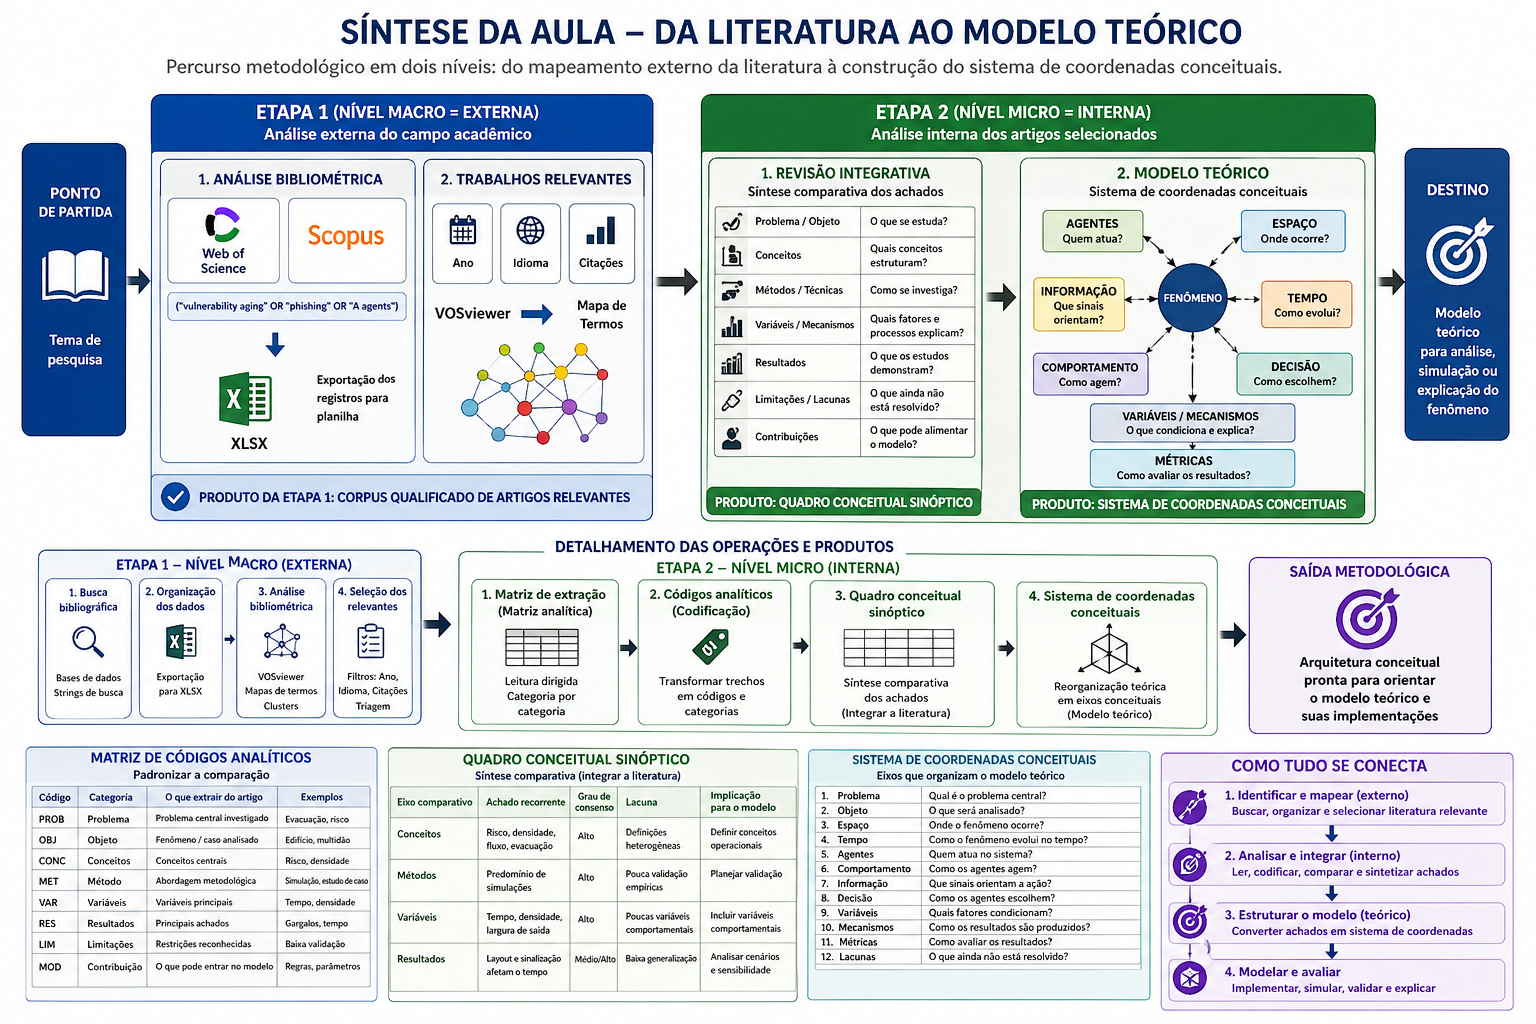 SÍNTESE DA AULA – DA LITERATURA AO MODELO TEÓRICO
Percurso metodológico em dois níveis: do mapeamento externo da literatura à construção do sistema de coordenadas conceituais.
PONTO
DE PARTIDA
Tema de
pesquisa
ETAPA 1 (NÍVEL MACRO = EXTERNA)
Análise externa do campo acadêmico
1. ANÁLISE BIBLIOMÉTRICA
Web of
Science
Scopus
("vulnerability aging" OR "phishing" OR "A agents")
XLSX
Exportação dos
registros para
planilha
2. TRABALHOS RELEVANTES
Ano
Idioma
Citações
VOSviewer
Mapa de
Termos
PRODUTO DA ETAPA 1: CORPUS QUALIFICADO DE ARTIGOS RELEVANTES
ETAPA 2 (NÍVEL MICRO = INTERNA)
Análise interna dos artigos selecionados
1. REVISÃO INTEGRATIVA
Síntese comparativa dos achados
Problema / Objeto
O que se estuda?
Conceitos
Quais conceitos
estruturam?
Métodos / Técnicas
Como se investiga?
Variáveis / Mecanismos
Quais fatores e
processos explicam?
Resultados
O que os estudos
demonstram?
Limitações / Lacunas
O que ainda não
está resolvido?
Contribuições
O que pode alimentar
o modelo?
PRODUTO: QUADRO CONCEITUAL SINÓPTICO
2. MODELO TEÓRICO
Sistema de coordenadas conceituais
AGENTES
Quem atua?
ESPAÇO
Onde ocorre?
INFORMAÇÃO
Que sinais
orientam?
FENÔMENO
TEMPO
Como evolui?
COMPORTAMENTO
Como agem?
DECISÃO
Como escolhem?
VARIÁVEIS / MECANISMOS
O que condiciona e explica?
MÉTRICAS
Como avaliar os resultados?
PRODUTO: SISTEMA DE COORDENADAS CONCEITUAIS
DESTINO
Modelo
teórico
para análise,
simulação ou
explicação do
fenômeno
DETALHAMENTO DAS OPERAÇÕES E PRODUTOS
ETAPA 1 – NÍVEL MACRO (EXTERNA)
1. Busca
bibliográfica
Bases de dados
Strings de busca
2. Organização
dos dados
Exportação
para XLSX
3. Análise
bibliométrica
VOSviewer
Mapas de termos
Clusters
4. Seleção dos
relevantes
Filtros: Ano,
Idioma, Citações
Triagem
ETAPA 2 – NÍVEL MICRO (INTERNA)
1. Matriz de extração
(Matriz analítica)
Leitura dirigida
Categoria por
categoria
2. Códigos analíticos
(Codificação)
Transformar trechos
em códigos e
categorias
3. Quadro conceitual
sinóptico
Síntese comparativa
dos achados
(Integrar a literatura)
4. Sistema de coordenadas
conceituais
Reorganização teórica
em eixos conceituais
(Modelo teórico)
SAÍDA METODOLÓGICA
Arquitetura conceitual
pronta para orientar
o modelo teórico e
suas implementações
MATRIZ DE CÓDIGOS ANALÍTICOS
Padronizar a comparação
Código Categoria O que extrair do artigo Exemplos
PROB Problema Problema central investigado Evacuação, risco
OBJ Objeto Fenômeno / caso analisado Edifício, multidão
CONC Conceitos Conceitos centrais Risco, densidade
MET Método Abordagem metodológica Simulação, estudo de caso
VAR Variáveis Variáveis principais Tempo, densidade
RES Resultados Principais achados Gargalos, tempo
LIM Limitações Restrições reconhecidas Baixa validação
MOD Contribuição O que pode entrar no modelo Regras, parâmetros
QUADRO CONCEITUAL SINÓPTICO
Síntese comparativa (integrar a literatura)
Eixo comparativo
Achado recorrente
Grau de
consenso
Lacuna
Implicação
para o modelo
Conceitos
Risco, densidade,
fluxo, evacuação
Alto
Definições
heterogêneas
Definir conceitos
operacionais
Métodos
Predomínio de
simulações
Alto
Pouca validação
empíricas
Planejar validação
Variáveis
Tempo, densidade,
largura de saida
Alto
Poucas variáveis
comportamentais
Incluir variáveis
comportamentais
Resultados
Layout e sinalização
afetam o tempo
Médio/Alto
Baixa generalização
Analisar cenários
e sensibilidade
SISTEMA DE COORDENADAS CONCEITUAIS
Eixos que organizam o modelo teórico
1. Problema Qual é o problema central?
2. Objeto O que será analisado?
3. Espaço Onde o fenômeno ocorre?
4. Tempo Como o fenômeno evolui no tempo?
5. Agentes Quem atua no sistema?
6. Comportamento Como os agentes agem?
7. Informação Que sinais orientam a ação?
8. Decisão Como os agentes escolhem?
9. Variáveis Quais fatores condicionam?
10. Mecanismos Como os resultados são produzidos?
11. Métricas Como avaliar os resultados?
12. Lacunas O que ainda não está resolvido?
COMO TUDO SE CONECTA
1. Identificar e mapear (externo)
Buscar, organizar e selecionar literatura relevante
2. Analisar e integrar (interno)
Ler, codificar, comparar e sintetizar achados
3. Estruturar o modelo (teórico)
Converter achados em sistema de coordenadas
4. Modelar e avaliar
Implementar, simular, validar e explicar